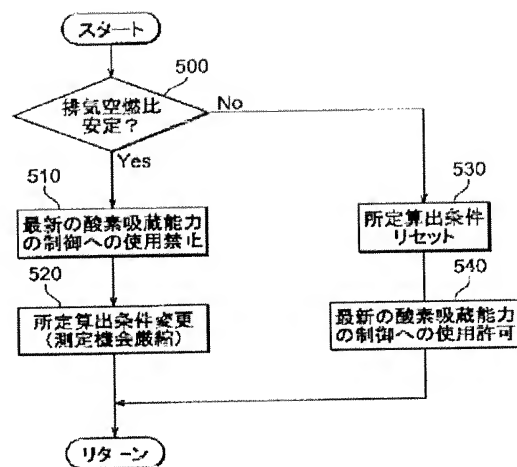 スタート
500
排気空燃比
安定?
No
Yes
510
最新の酸素吸蔵能力
の制御への使用禁止
520
所定算出条件変更
(測定機会厳縮)
530
所定算出条件
リセット
540
最新の酸素吸蔵能力
の制御への使用許可
リターン